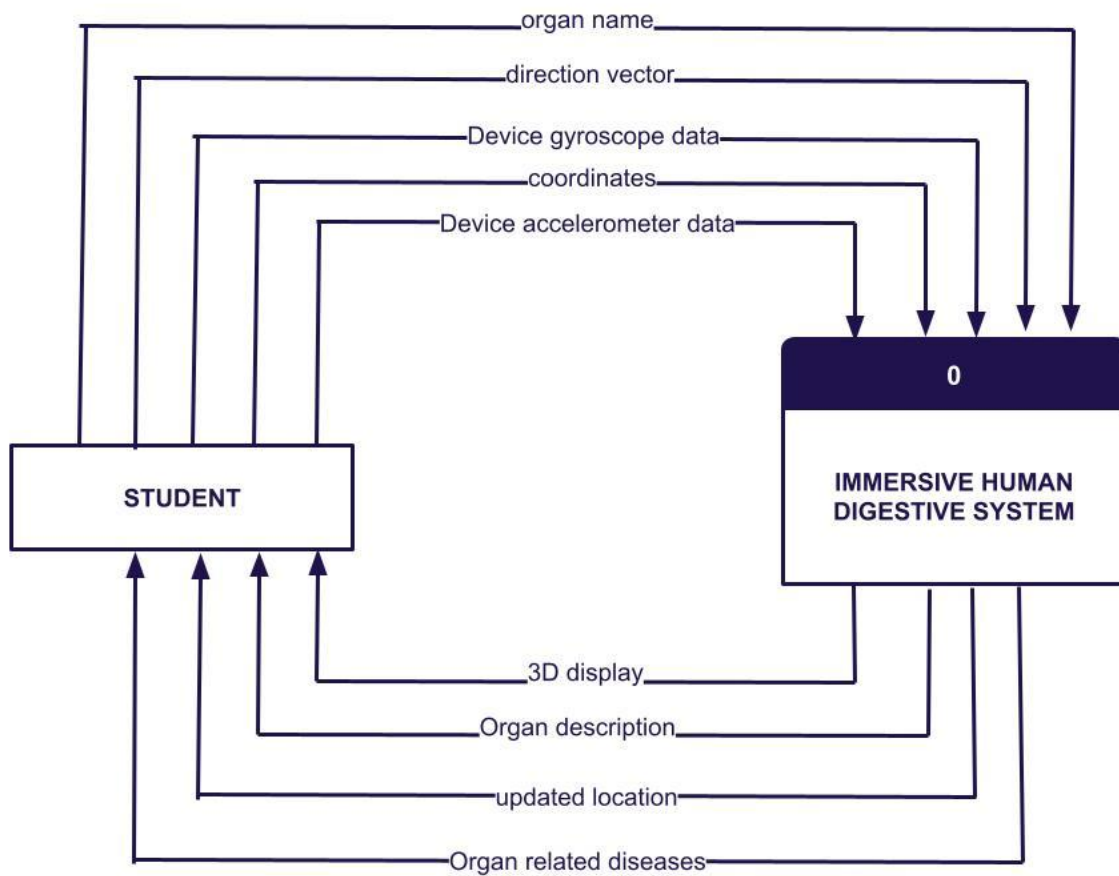 organ name
direction vector
Device gyroscope data
coordinates
Device accelerometer data
0
STUDENT
IMMERSIVE HUMAN
DIGESTIVE SYSTEM
3D display
Organ description
updated location
Organ related diseases